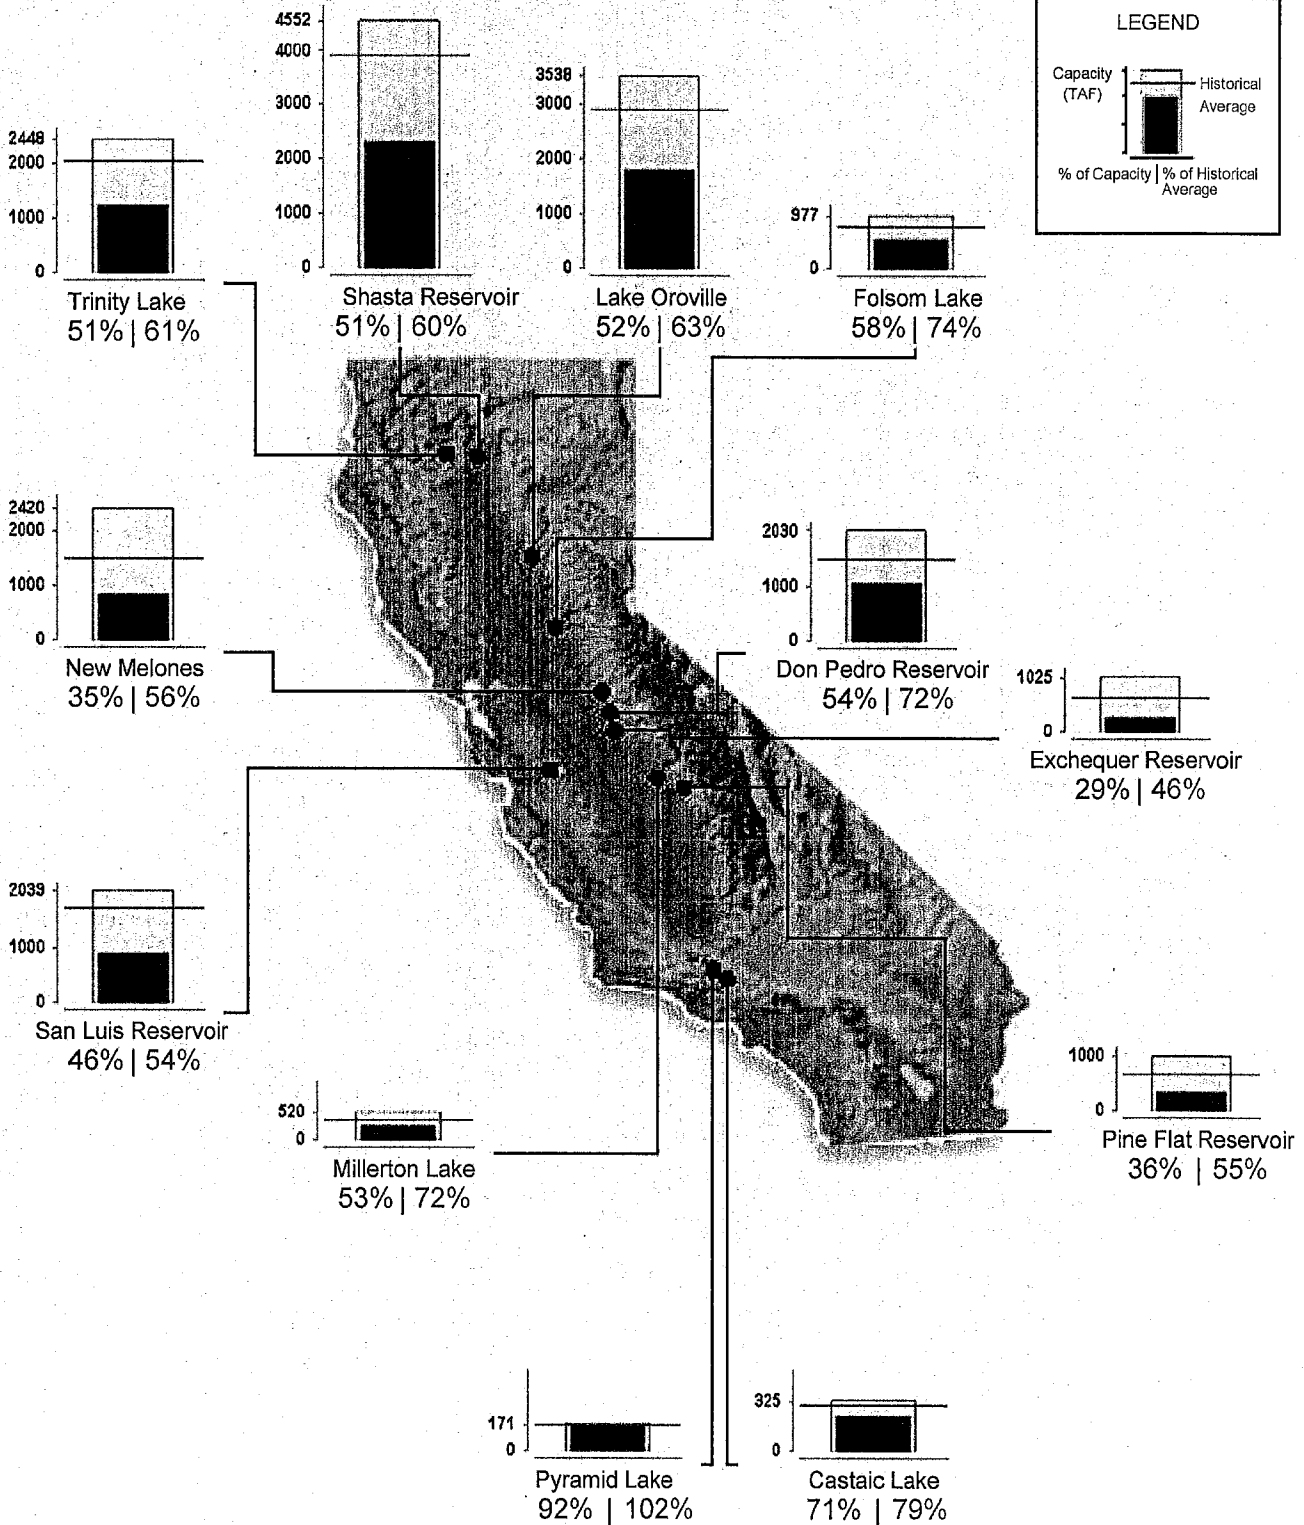 LEGEND
Capacity
(TAF)
Historical
Average
% of Capacity | % of Historical
Average
4552
4000
3000
2000
1000
0
Shasta Reservoir
51% | 60%
3538
3000
2000
1000
0
Lake Oroville
52% | 63%
2448
2000
1000
0
Trinity Lake
51% | 61%
977
0
Folsom Lake
58% | 74%
2420
2000
1000
0
New Melones
35% | 56%
2030
1000
0
Don Pedro Reservoir
54% | 72%
1025
0
Exchequer Reservoir
29% | 46%
2039
1000
0
San Luis Reservoir
46% | 54%
520
0
Millerton Lake
53% | 72%
1000
0
Pine Flat Reservoir
36% | 55%
171
0
Pyramid Lake
92% | 102%
325
0
Castaic Lake
71% | 79%